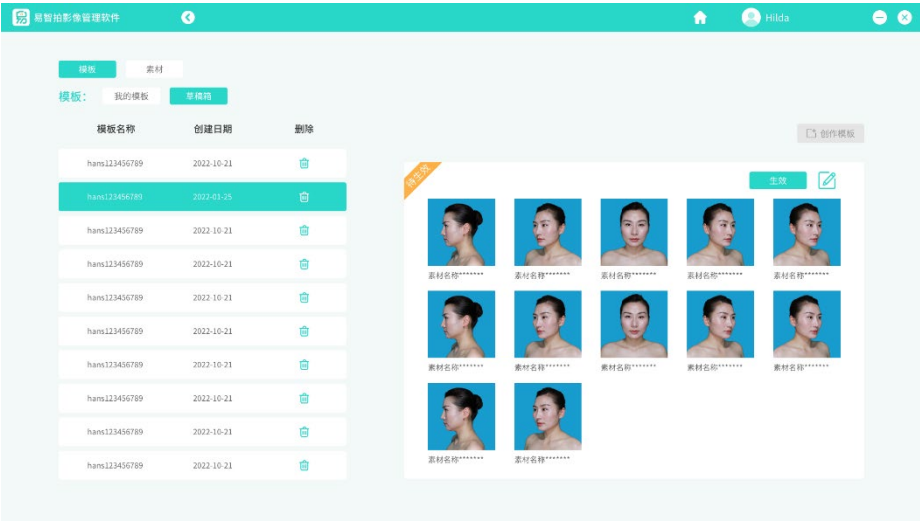 易 易智拍影像管理软件 Hilda
模板 素材
模板： 我的模板 草稿箱
模板名称 创建日期 删除
创作模板
hans123456789 2022-10-21
待生效 生效
hans123456789 2022-01-25
hans123456789 2022-10-21
hans123456789 2022-10-21
素材名称******* 素材名称******* 素材名称******* 素材名称******* 素材名称*******
hans123456789 2022-10-21
hans123456789 2022-10-21
hans123456789 2022-10-21
素材名称******* 素材名称******* 素材名称******* 素材名称******* 素材名称*******
hans123456789 2022-10-21
hans123456789 2022-10-21
素材名称******* 素材名称*******
hans123456789 2022-10-21